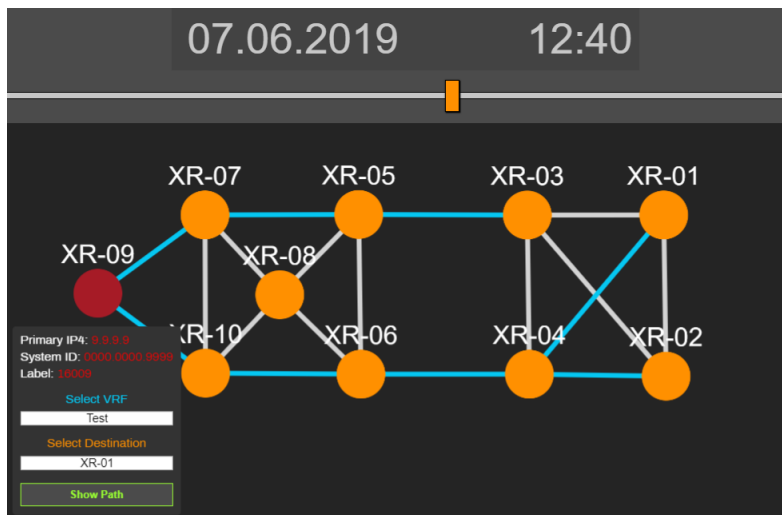 07.06.2019 12:40
XR-07 XR-05 XR-03 XR-01
XR-09 XR-08
XR-10 XR-06 XR-04 XR-02
Primary IP4: 9.9.9.9
System ID: 0000.0000.9999
Label: 16009
Select VRF
Test
Select Destination
XR-01
Show Path